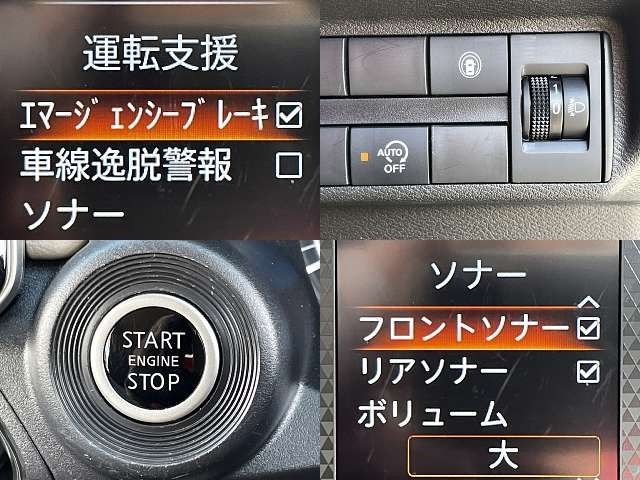 運転支援
ｴﾏｰｼﾞｪﾝｼｰﾌﾞﾚｰｷ
車線逸脱警報
ソナー
1
0
AUTO
OFF
START
ENGINE
STOP
ソナー
フロントソナー
リアソナー
ボリューム
大